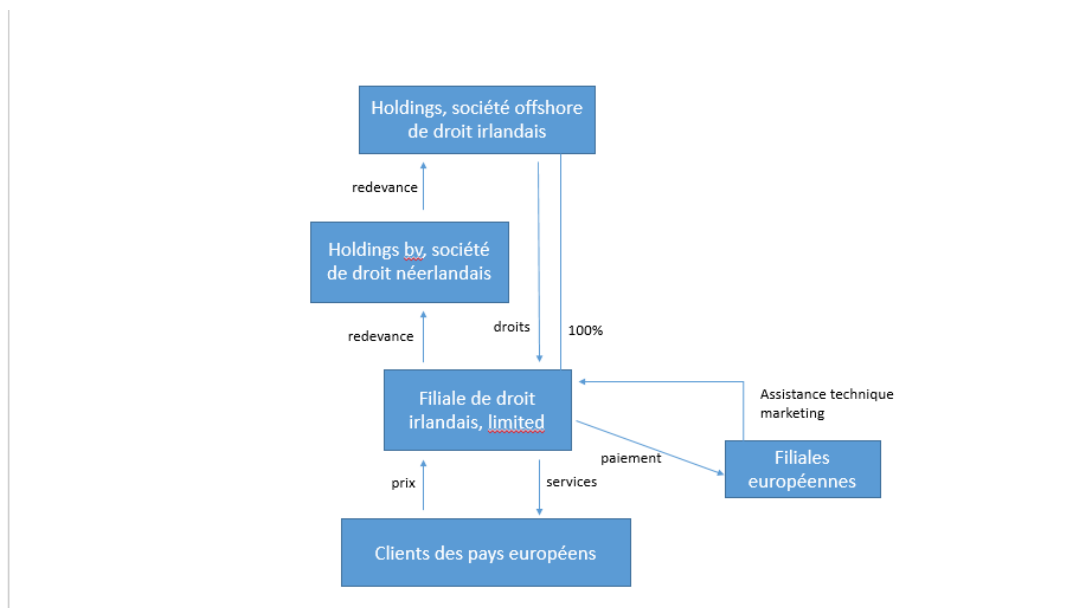 Holdings, société offshore
de droit irlandais
redevance
Holdings bv, société
de droit néerlandais
redevance
droits
100%
Filiale de droit
irlandais, limited
Assistance technique
marketing
paiement
Filiales
européennes
prix
services
Clients des pays européens